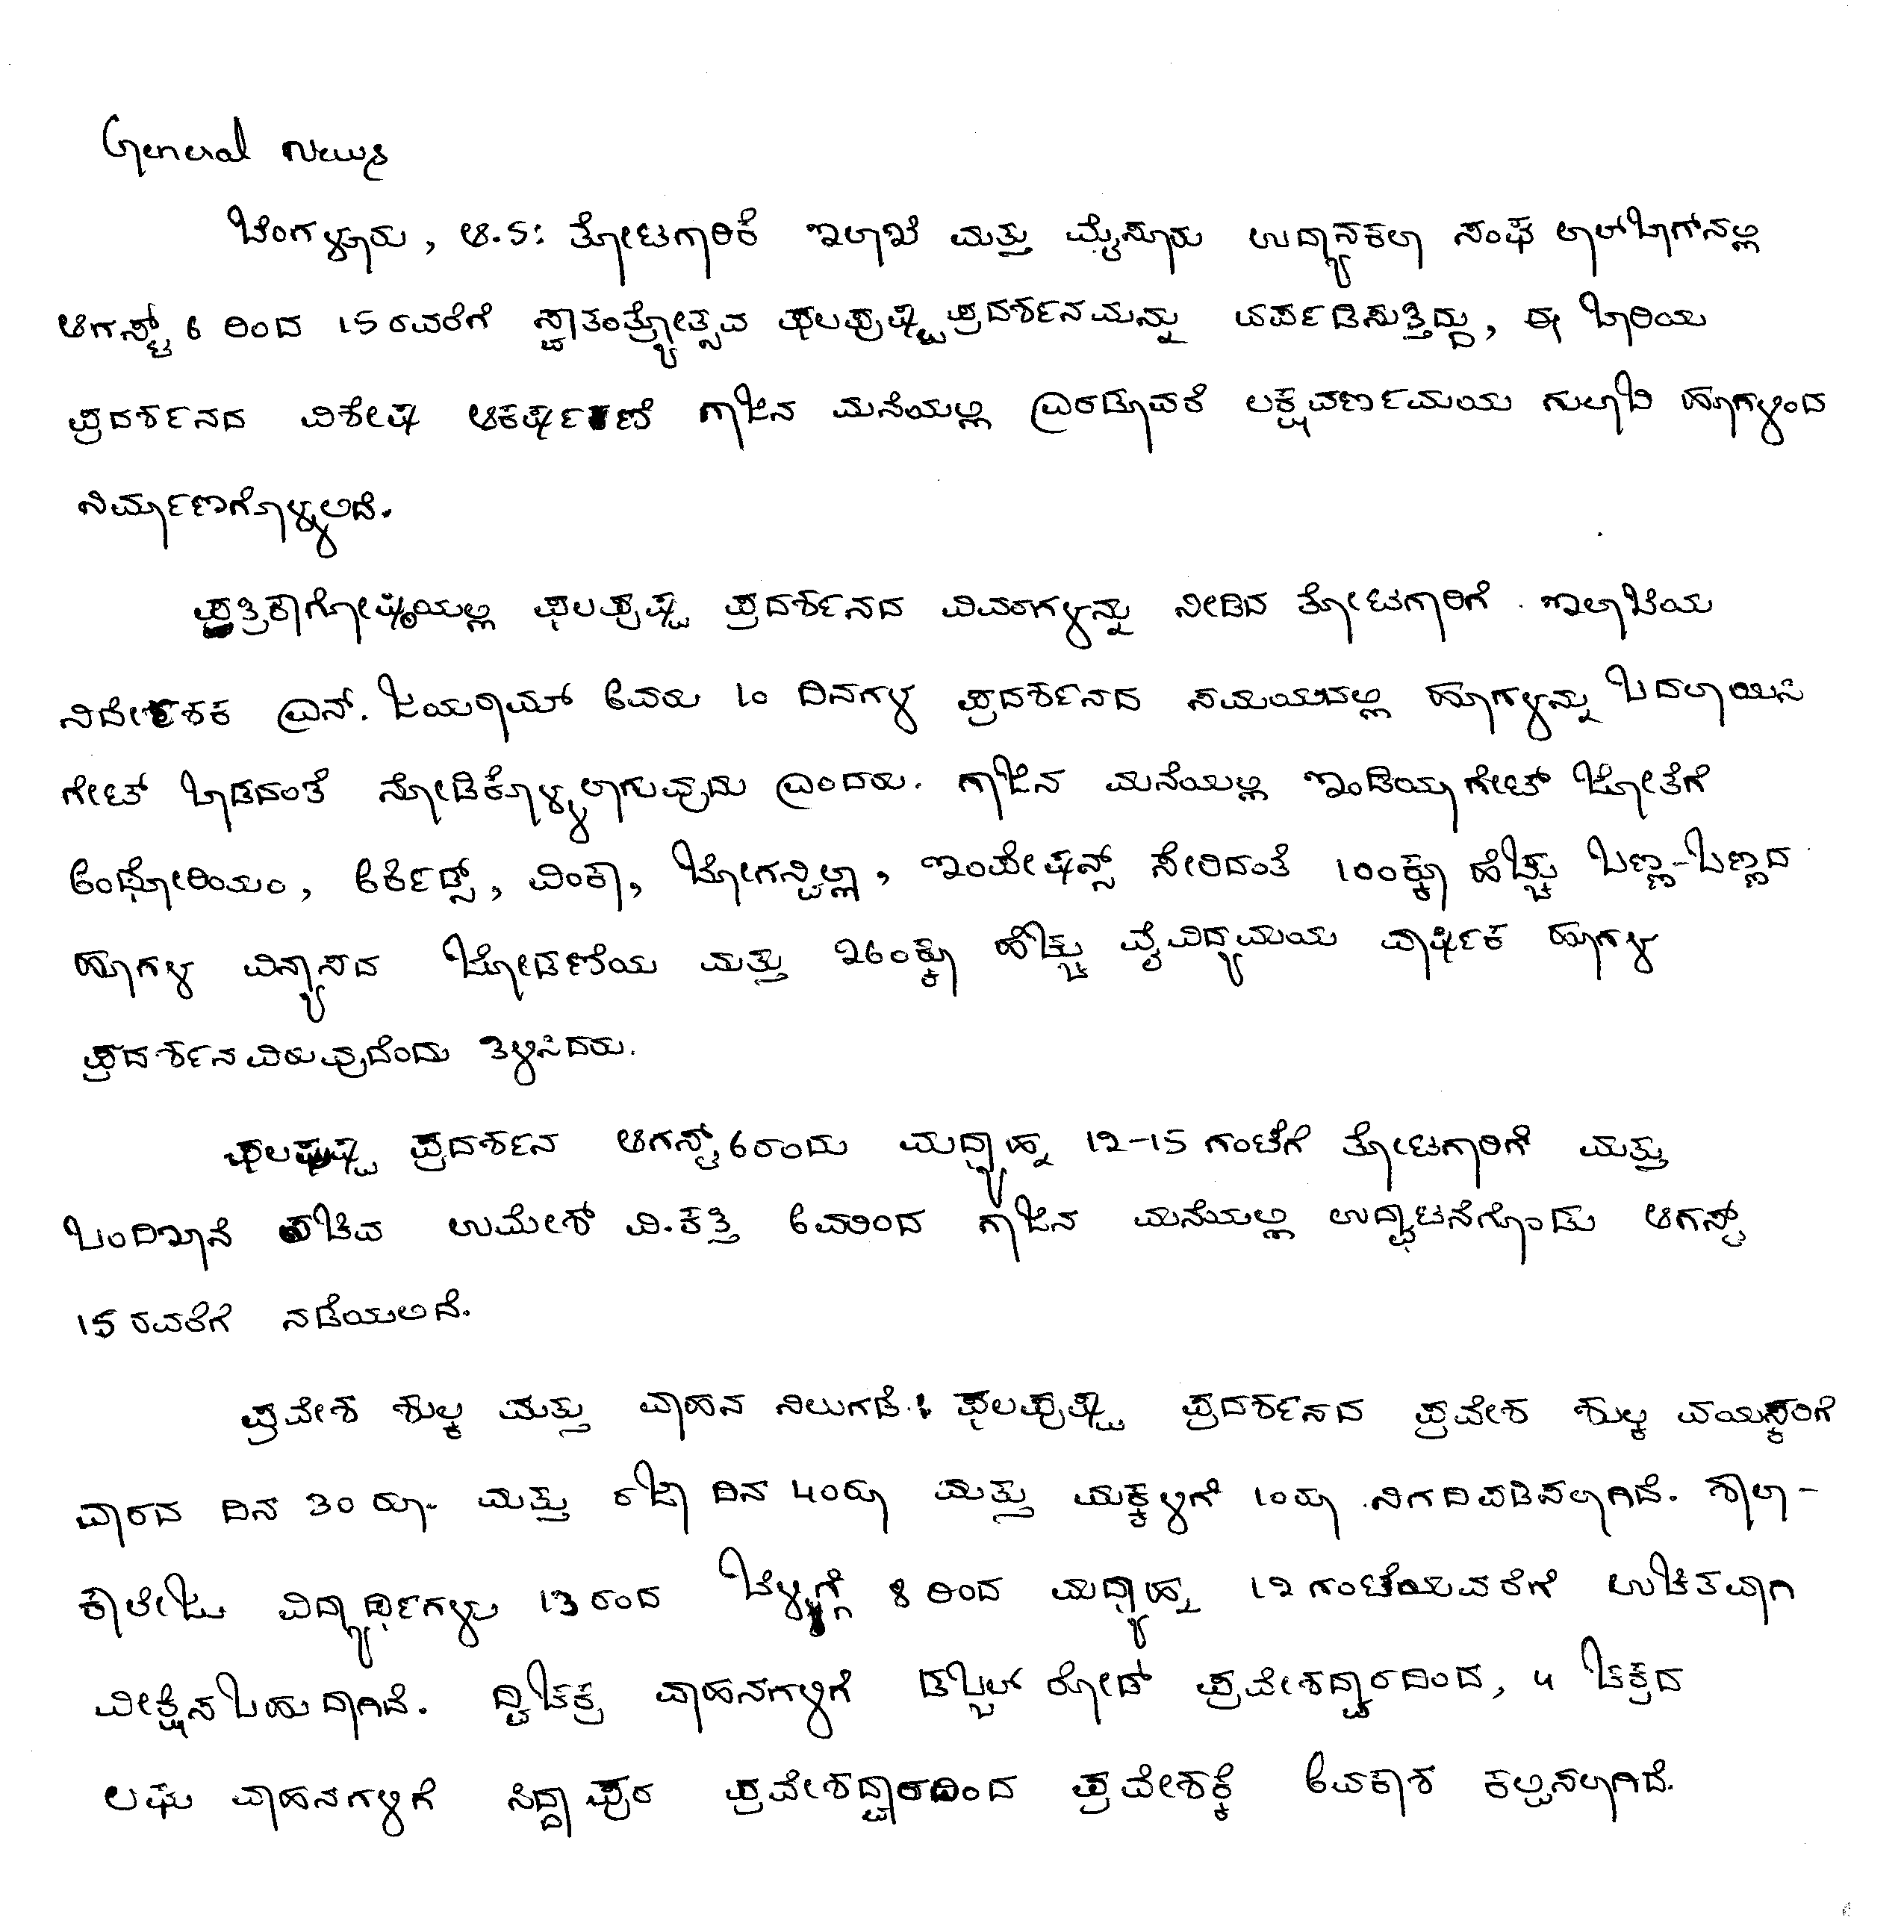 General News
ಬೆಂಗಳೂರು, ಆ.5: ತೋಟಗಾರಿಕೆ ಇಲಾಖೆ ಮತ್ತು ಮೈಸೂರು ಉದ್ಯಾನಕಲಾ ಸಂಘ ಲಾಲ್‌ಬಾಗ್‌ನಲ್ಲಿ
ಆಗಸ್ಟ್ 6 ರಿಂದ 15 ರವರೆಗೆ ಸ್ವಾತಂತ್ರ್ಯೋತ್ಸವ ಫಲಪುಷ್ಪ ಪ್ರದರ್ಶನವನ್ನು ಏರ್ಪಡಿಸುತ್ತಿದ್ದು, ಈ ಬಾರಿಯ
ಪ್ರದರ್ಶನದ ವಿಶೇಷ ಆಕರ್ಷಣೆ ಗಾಜಿನ ಮನೆಯಲ್ಲಿ ಎರಡೂವರೆ ಲಕ್ಷ ವರ್ಣಮಯ ಗುಲಾಬಿ ಹೂಗಳಿಂದ
ನಿರ್ಮಾಣಗೊಳ್ಳಲಿದೆ.
ಪತ್ರಿಕಾಗೋಷ್ಠಿಯಲ್ಲಿ ಫಲಪುಷ್ಪ ಪ್ರದರ್ಶನದ ವಿವರಗಳನ್ನು ನೀಡಿದ ತೋಟಗಾರಿಗೆ ಇಲಾಖೆಯ
ನಿರ್ದೇಶಕ ಎನ್. ಜಯರಾಮ್ ಅವರು 10 ದಿನಗಳ ಪ್ರದರ್ಶನದ ಸಮಯದಲ್ಲಿ ಹೂಗಳನ್ನು ಬದಲಾಯಿಸಿ
ಗೇಟ್ ಬಾಡದಂತೆ ನೋಡಿಕೊಳ್ಳಲಾಗುವುದು ಎಂದರು. ಗಾಜಿನ ಮನೆಯಲ್ಲಿ ಇಂಡಿಯಾ ಗೇಟ್ ಜೋತೆಗೆ
ಅಂಥೋರಿಯಂ, ಆರ್ಕಿಡ್ಸ್, ವಿಂಕಾ, ಬೋಗನ್ವಿಲ್ಲಾ, ಇಂಪೇಷನ್ಸ್ ಸೇರಿದಂತೆ 100ಕ್ಕೂ ಹೆಚ್ಚು ಬಣ್ಣ-ಬಣ್ಣದ
ಹೂಗಳ ವಿನ್ಯಾಸದ ಜೋಡಣೆಯ ಮತ್ತು 260ಕ್ಕೂ ಹೆಚ್ಚು ವೈವಿಧ್ಯಮಯ ವಾರ್ಷಿಕ ಹೂಗಳ
ಪ್ರದರ್ಶನವಿರುವುದೆಂದು ತಿಳಿಸಿದರು.
ಫಲಪುಷ್ಪ ಪ್ರದರ್ಶನ ಆಗಸ್ಟ್ 6ರಂದು ಮಧ್ಯಾಹ್ನ 12-15 ಗಂಟೆಗೆ ತೋಟಗಾರಿಗೆ ಮತ್ತು
ಬಂದಿಖಾನೆ ಸಚಿವ ಉಮೇಶ್ ವಿ.ಕತ್ತಿ ಅವರಿಂದ ಗಾಜಿನ ಮನೆಯಲ್ಲಿ ಉದ್ಘಾಟನೆಗೊಂಡು ಆಗಸ್ಟ್
15 ರವರೆಗೆ ನಡೆಯಲಿದೆ.
ಪ್ರವೇಶ ಶುಲ್ಕ ಮತ್ತು ವಾಹನ ನಿಲುಗಡೆ: ಫಲಪುಷ್ಪ ಪ್ರದರ್ಶನದ ಪ್ರವೇಶ ಶುಲ್ಕ ವಯಸ್ಕರಿಗೆ
ವಾರದ ದಿನ 30 ರೂ. ಮತ್ತು ರಜಾ ದಿನ 40ರೂ ಮತ್ತು ಮಕ್ಕಳಿಗೆ 10ರೂ ನಿಗದಿಪಡಿಸಲಾಗಿದೆ. ಶಾಲಾ-
ಕಾಲೇಜು ವಿದ್ಯಾರ್ಥಿಗಳು 13 ರಂದ ಬೆಳ್ಳಗ್ಗೆ 8 ರಿಂದ ಮಧ್ಯಾಹ್ನ 12 ಗಂಟೆಯವರೆಗೆ ಉಚಿತವಾಗಿ
ವೀಕ್ಷಿಸಬಹುದಾಗಿದೆ. ದ್ವಿಚಕ್ರ ವಾಹನಗಳಿಗೆ ಡಬ್ಬಲ್ ರೋಡ್ ಪ್ರವೇಶದ್ವಾರದಿಂದ, 4 ಚಕ್ರದ
ಲಘು ವಾಹನಗಳಿಗೆ ಸಿದ್ದಾಪುರ ಪ್ರವೇಶದ್ವಾರದಿಂದ ಪ್ರವೇಶಕ್ಕೆ ಅವಕಾಶ ಕಲ್ಪಿಸಲಾಗಿದೆ.